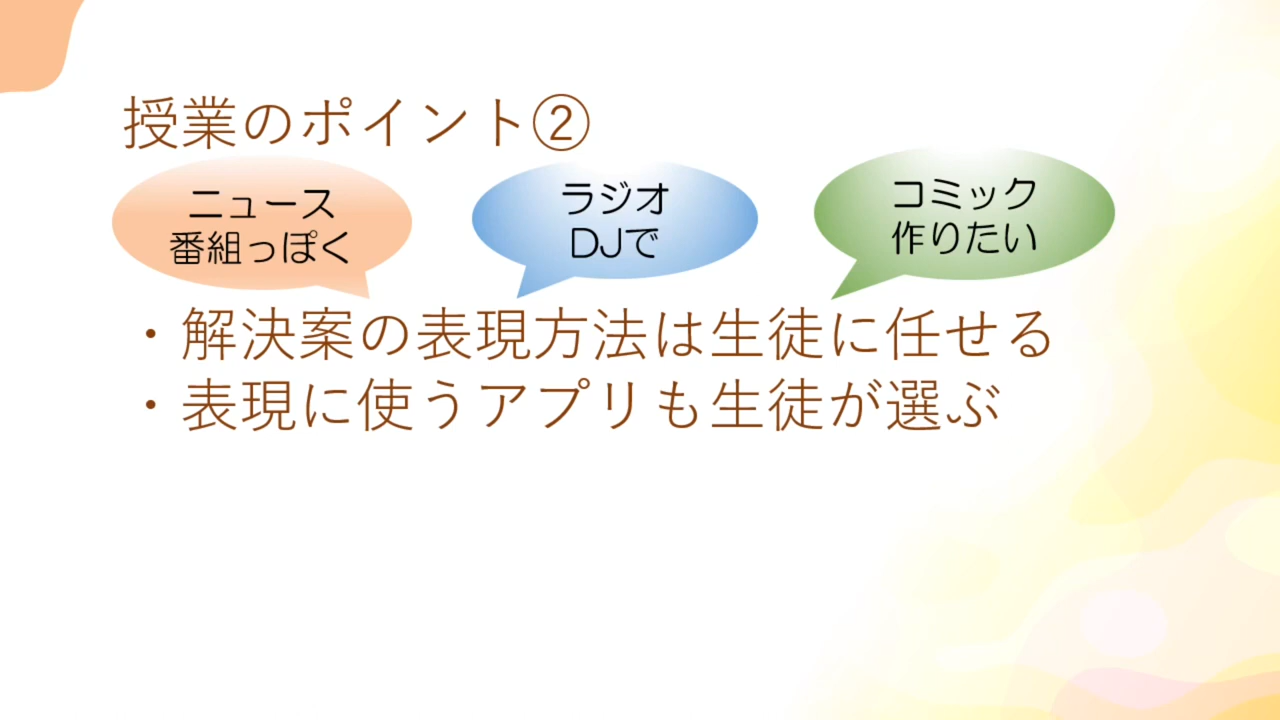 授業のポイント②
ニュース
番組っぽく
ラジオ
DJで
コミック
作りたい
・解決案の表現方法は生徒に任せる
・表現に使うアプリも生徒が選ぶ